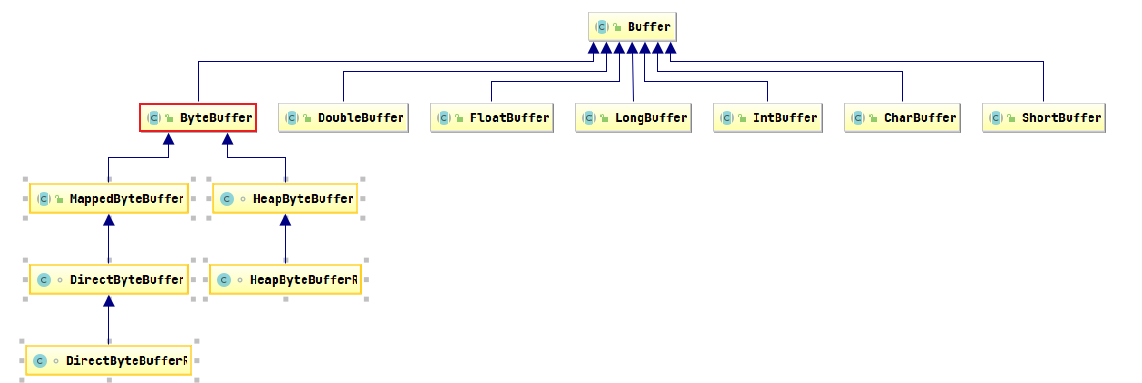 Buffer
ByteBuffer
DoubleBuffer
FloatBuffer
LongBuffer
IntBuffer
CharBuffer
ShortBuffer
MappedByteBuffer
HeapByteBuffer
DirectByteBuffer
HeapByteBufferR
DirectByteBufferR